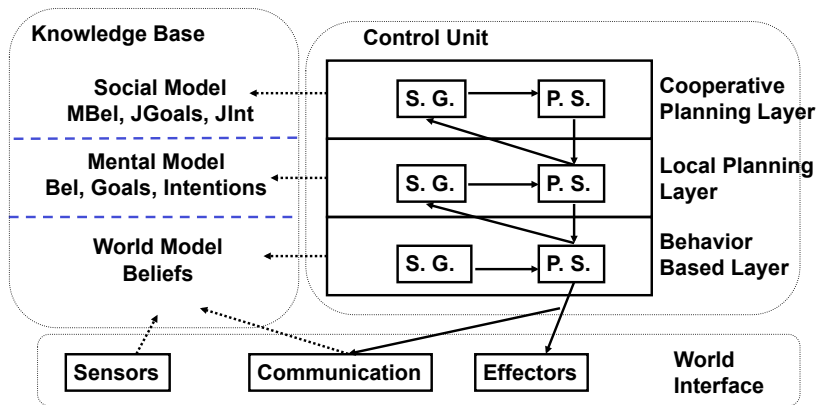 Knowledge Base
Control Unit
Social Model
MBel, JGoals, JInt
S. G.
P. S.
Cooperative
Planning Layer
Mental Model
Bel, Goals, Intentions
S. G.
P. S.
Local Planning
Layer
World Model
Beliefs
S. G.
P. S.
Behavior
Based Layer
Sensors
Communication
Effectors
World
Interface